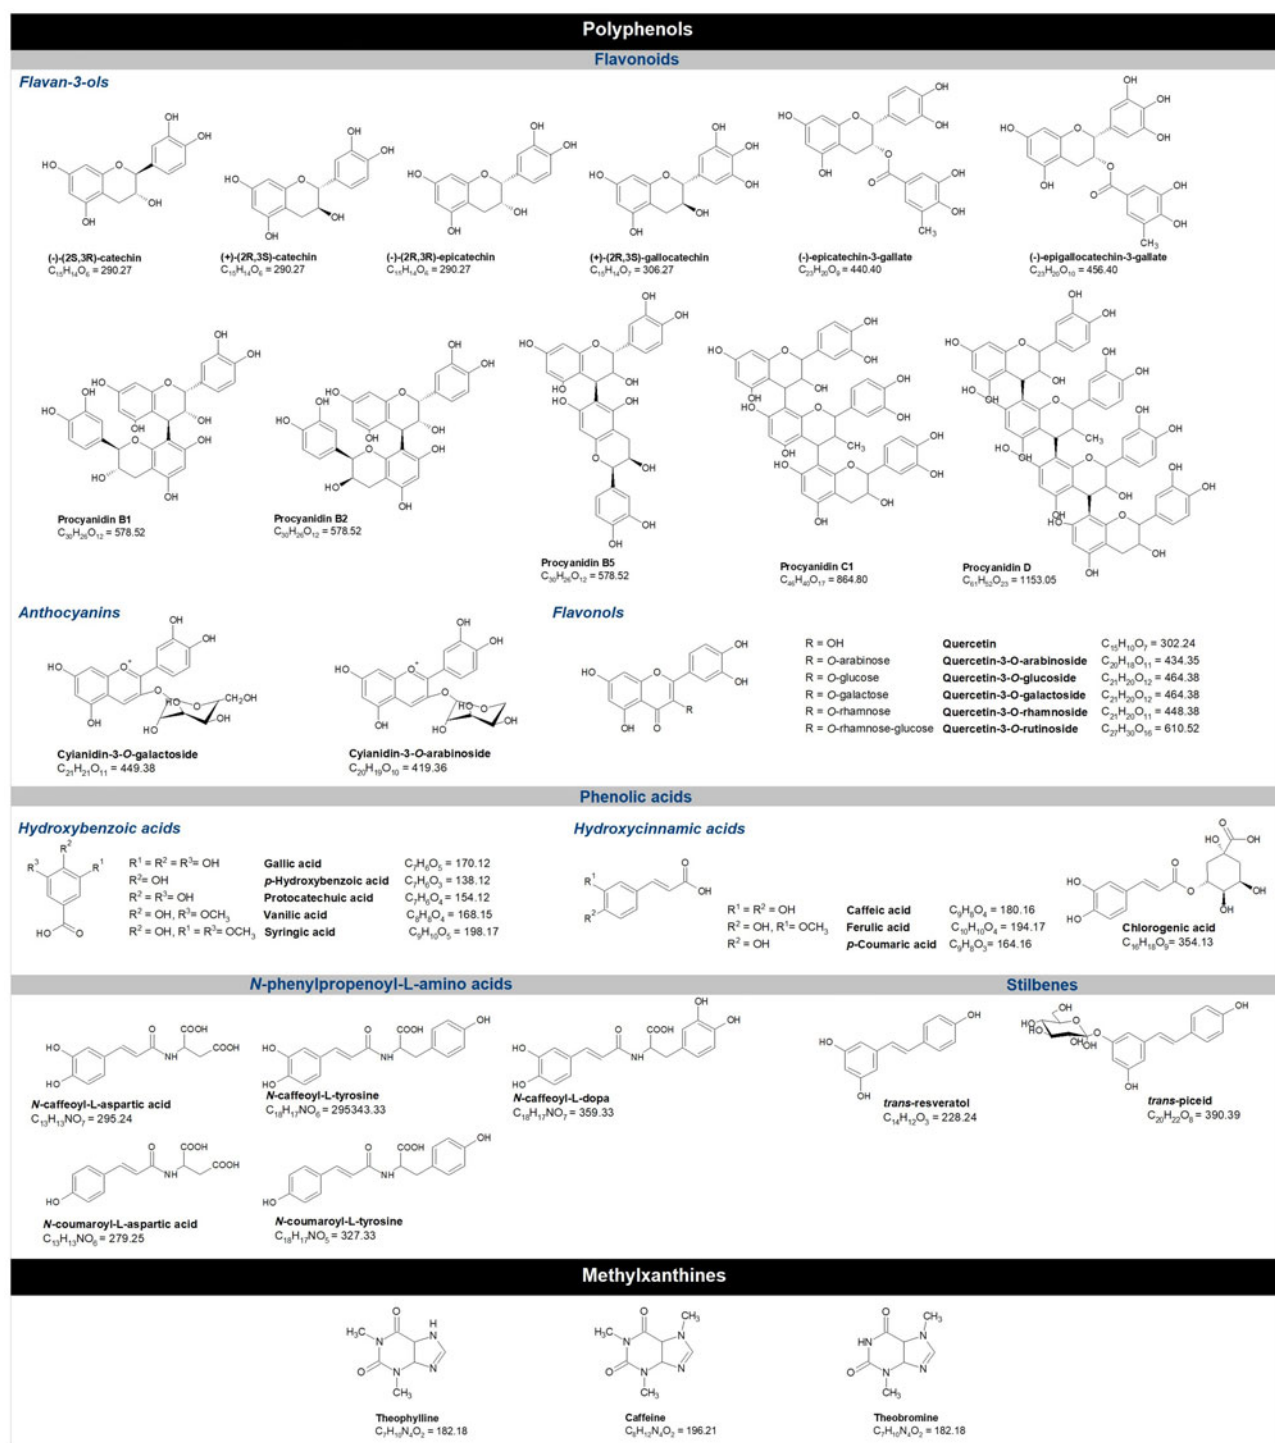 Polyphenols
Flavonoids
Flavan-3-ols
(-)-(2S,3R)-catechin
C15H14O6 = 290.27
(+)-(2R,3S)-catechin
C15H14O6 = 290.27
(-)-(2R,3R)-epicatechin
C15H14O6 = 290.27
(+)-(2R,3S)-gallocatechin
C15H14O7 = 306.27
(-)-epicatechin-3-gallate
C23H20O9 = 440.40
(-)-epigallocatechin-3-gallate
C23H20O10 = 456.40
Procyanidin B1
C30H26O12 = 578.52
Procyanidin B2
C30H26O12 = 578.52
Procyanidin B5
C30H26O12 = 578.52
Procyanidin C1
C46H40O17 = 864.80
Procyanidin D
C61H52O23 = 1153.05
Anthocyanins
Cyianidin-3-O-galactoside
C21H21O11 = 449.38
Cyianidin-3-O-arabinoside
C20H19O10 = 419.36
Flavonols
R = OH Quercetin C15H10O7 = 302.24
R = O-arabinose Quercetin-3-O-arabinoside C20H18O11 = 434.35
R = O-glucose Quercetin-3-O-glucoside C21H20O12 = 464.38
R = O-galactose Quercetin-3-O-galactoside C21H20O12 = 464.38
R = O-rhamnose Quercetin-3-O-rhamnoside C21H20O11 = 448.38
R = O-rhamnose-glucose Quercetin-3-O-rutinoside C27H30O16 = 610.52
Phenolic acids
Hydroxybenzoic acids
R1 = R2 = R3= OH Gallic acid C7H6O5 = 170.12
R2= OH p-Hydroxybenzoic acid C7H6O3 = 138.12
R2 = R3= OH Protocatechuic acid C7H6O4 = 154.12
R2 = OH, R3= OCH3 Vanilic acid C8H8O4 = 168.15
R2 = OH, R1 = R3= OCH3 Syringic acid C9H10O5 = 198.17
Hydroxycinnamic acids
R1 = R2 = OH Caffeic acid C9H8O4 = 180.16
R2 = OH, R1= OCH3 Ferulic acid C10H10O4 = 194.17
R2 = OH p-Coumaric acid C9H8O3= 164.16
Chlorogenic acid
C16H18O9= 354.13
N-phenylpropenoyl-L-amino acids
N-caffeoyl-L-aspartic acid
C13H13NO7 = 295.24
N-caffeoyl-L-tyrosine
C18H17NO6 = 295343.33
N-caffeoyl-L-dopa
C18H17NO7 = 359.33
N-coumaroyl-L-aspartic acid
C13H13NO6 = 279.25
N-coumaroyl-L-tyrosine
C18H17NO5 = 327.33
Stilbenes
trans-resveratol
C14H12O3 = 228.24
trans-piceid
C20H22O8 = 390.39
Methylxanthines
Theophylline
C7H10N4O2 = 182.18
Caffeine
C8H12N4O2 = 196.21
Theobromine
C7H10N4O2 = 182.18